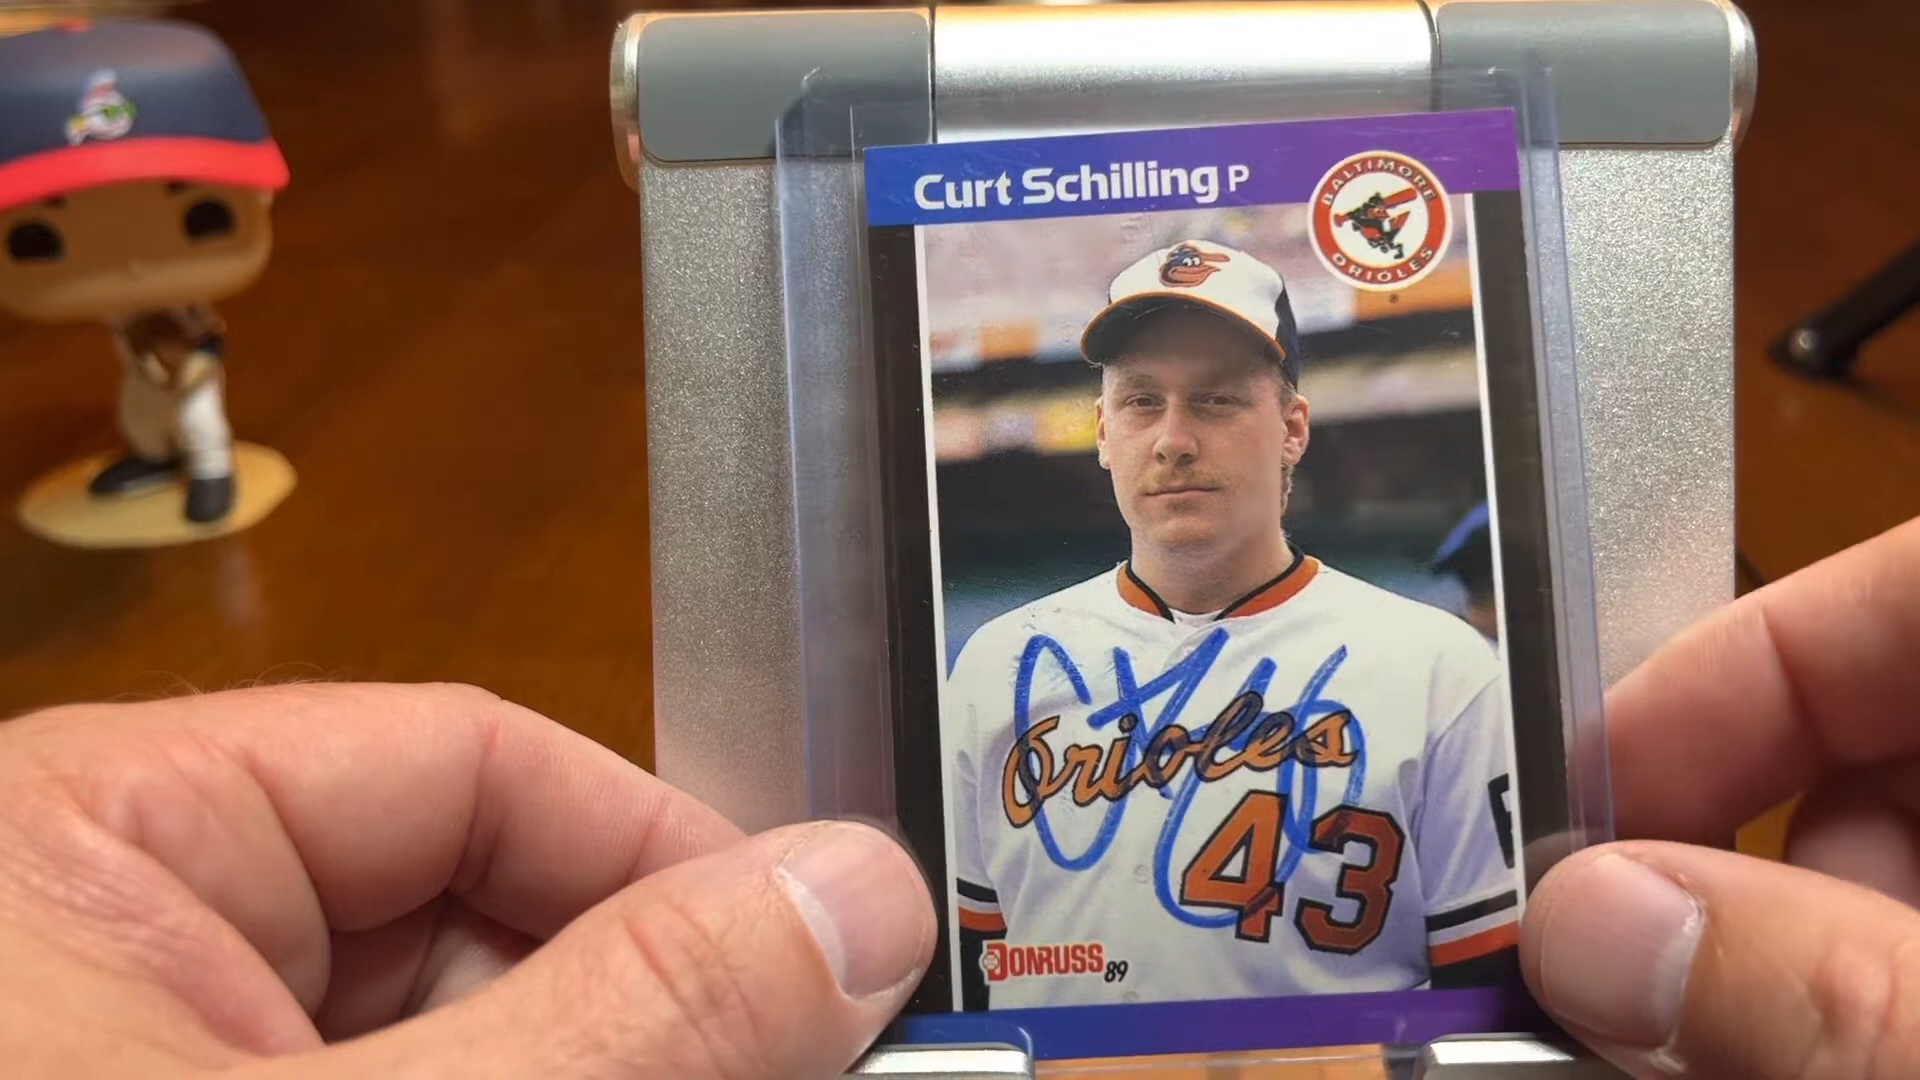 Curt Schilling P
BALTIMORE
ORIOLES
Orioles
43
DONRUSS 89